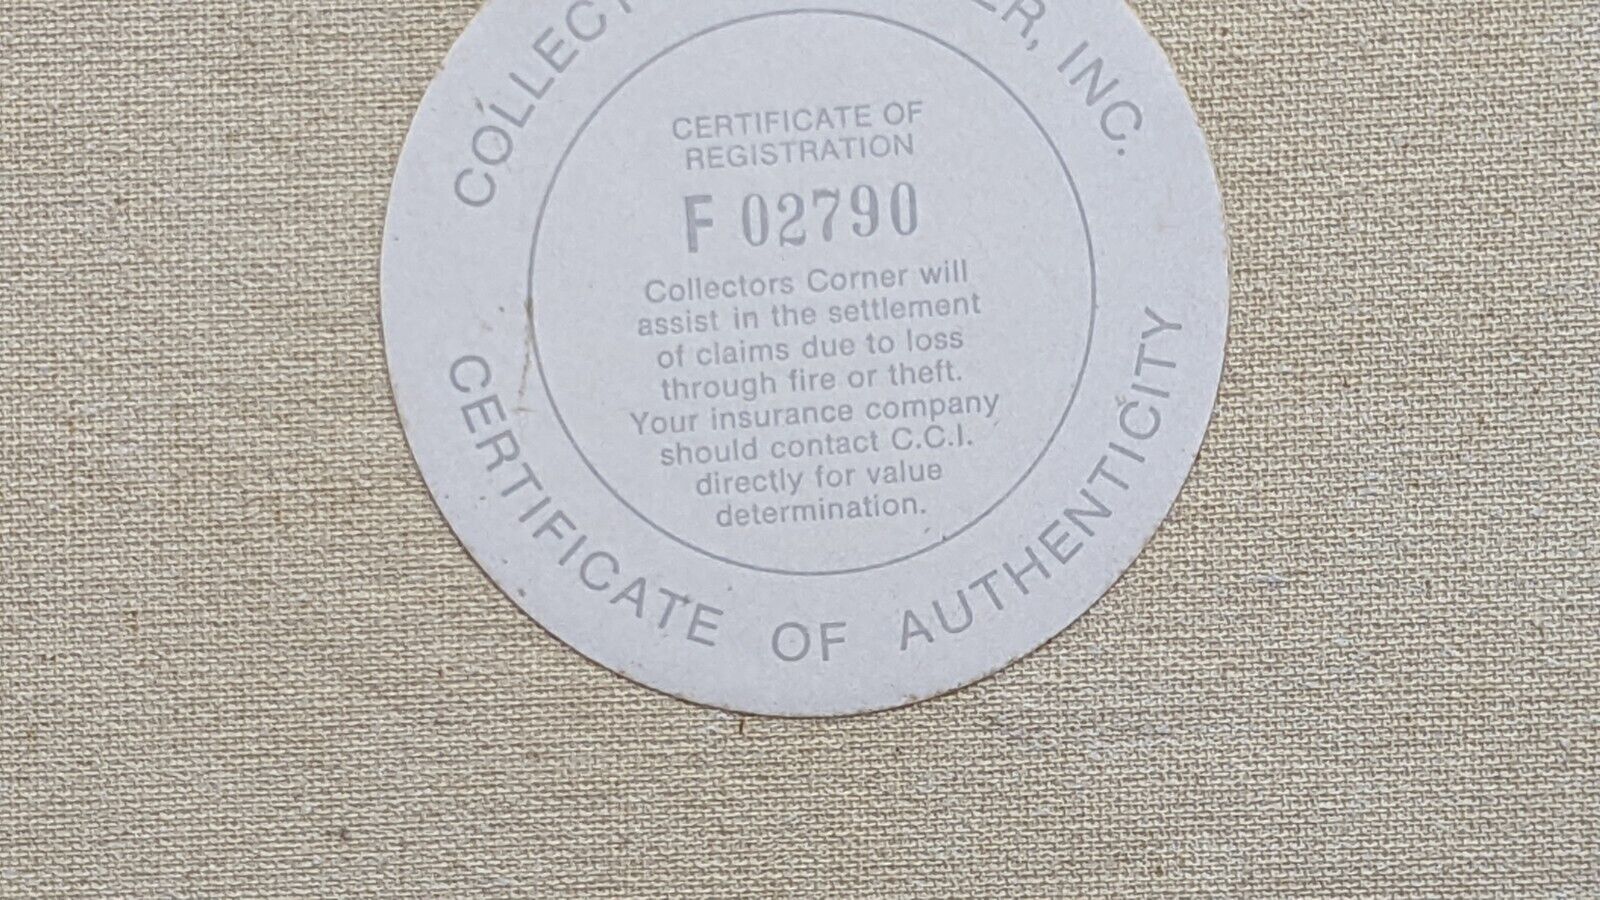 COLLECT
ER, INC.
CERTIFICATE OF
REGISTRATION
F 02790
Collectors Corner will
assist in the settlement
of claims due to loss
through fire or theft.
Your insurance company
should contact C.C.I.
directly for value
determination.
CERTIFICATE OF AUTHENTICITY